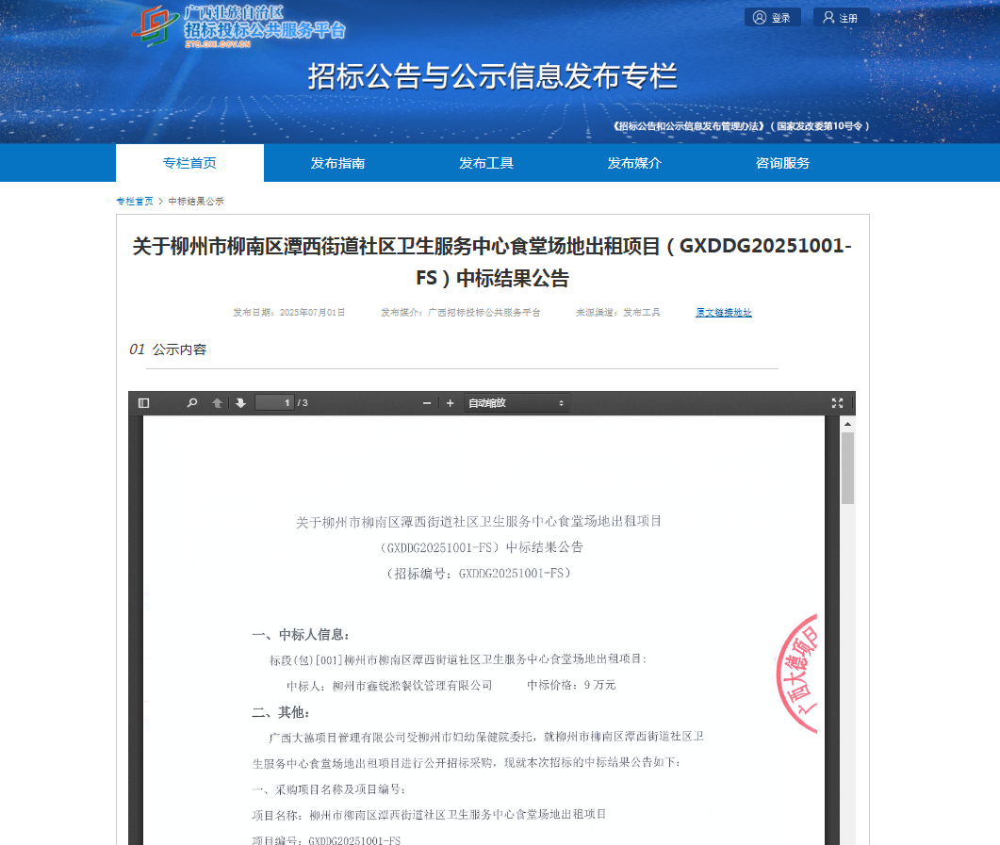 广西壮族自治区
招标投标公共服务平台
ZTB.GXI.GOV.CN
登录
注册
招标公告与公示信息发布专栏
《招标公告和公示信息发布管理办法》（国家发改委第10号令）
专栏首页
发布指南
发布工具
发布媒介
咨询服务
专栏首页 > 中标结果公示
关于柳州市柳南区潭西街道社区卫生服务中心食堂场地出租项目（GXDDG20251001-
FS）中标结果公告
发布日期：2025年07月01日
发布媒介：广西招标投标公共服务平台
来源渠道：发布工具
原文链接地址
01 公示内容
1 / 3
自动缩放
关于柳州市柳南区潭西街道社区卫生服务中心食堂场地出租项目
（GXDDG20251001-FS）中标结果公告
（招标编号：GXDDG20251001-FS）
一、中标人信息：
标段(包)[001]柳州市柳南区潭西街道社区卫生服务中心食堂场地出租项目:
中标人：柳州市鑫锐淞餐饮管理有限公司 中标价格：9 万元
二、其他：
广西大德项目管理有限公司受柳州市妇幼保健院委托，就柳州市柳南区潭西街道社区卫
生服务中心食堂场地出租项目进行公开招标采购，现就本次招标的中标结果公告如下：
一、采购项目名称及项目编号：
项目名称：柳州市柳南区潭西街道社区卫生服务中心食堂场地出租项目
项目编号：GXDDG20251001-FS
广西大德项目